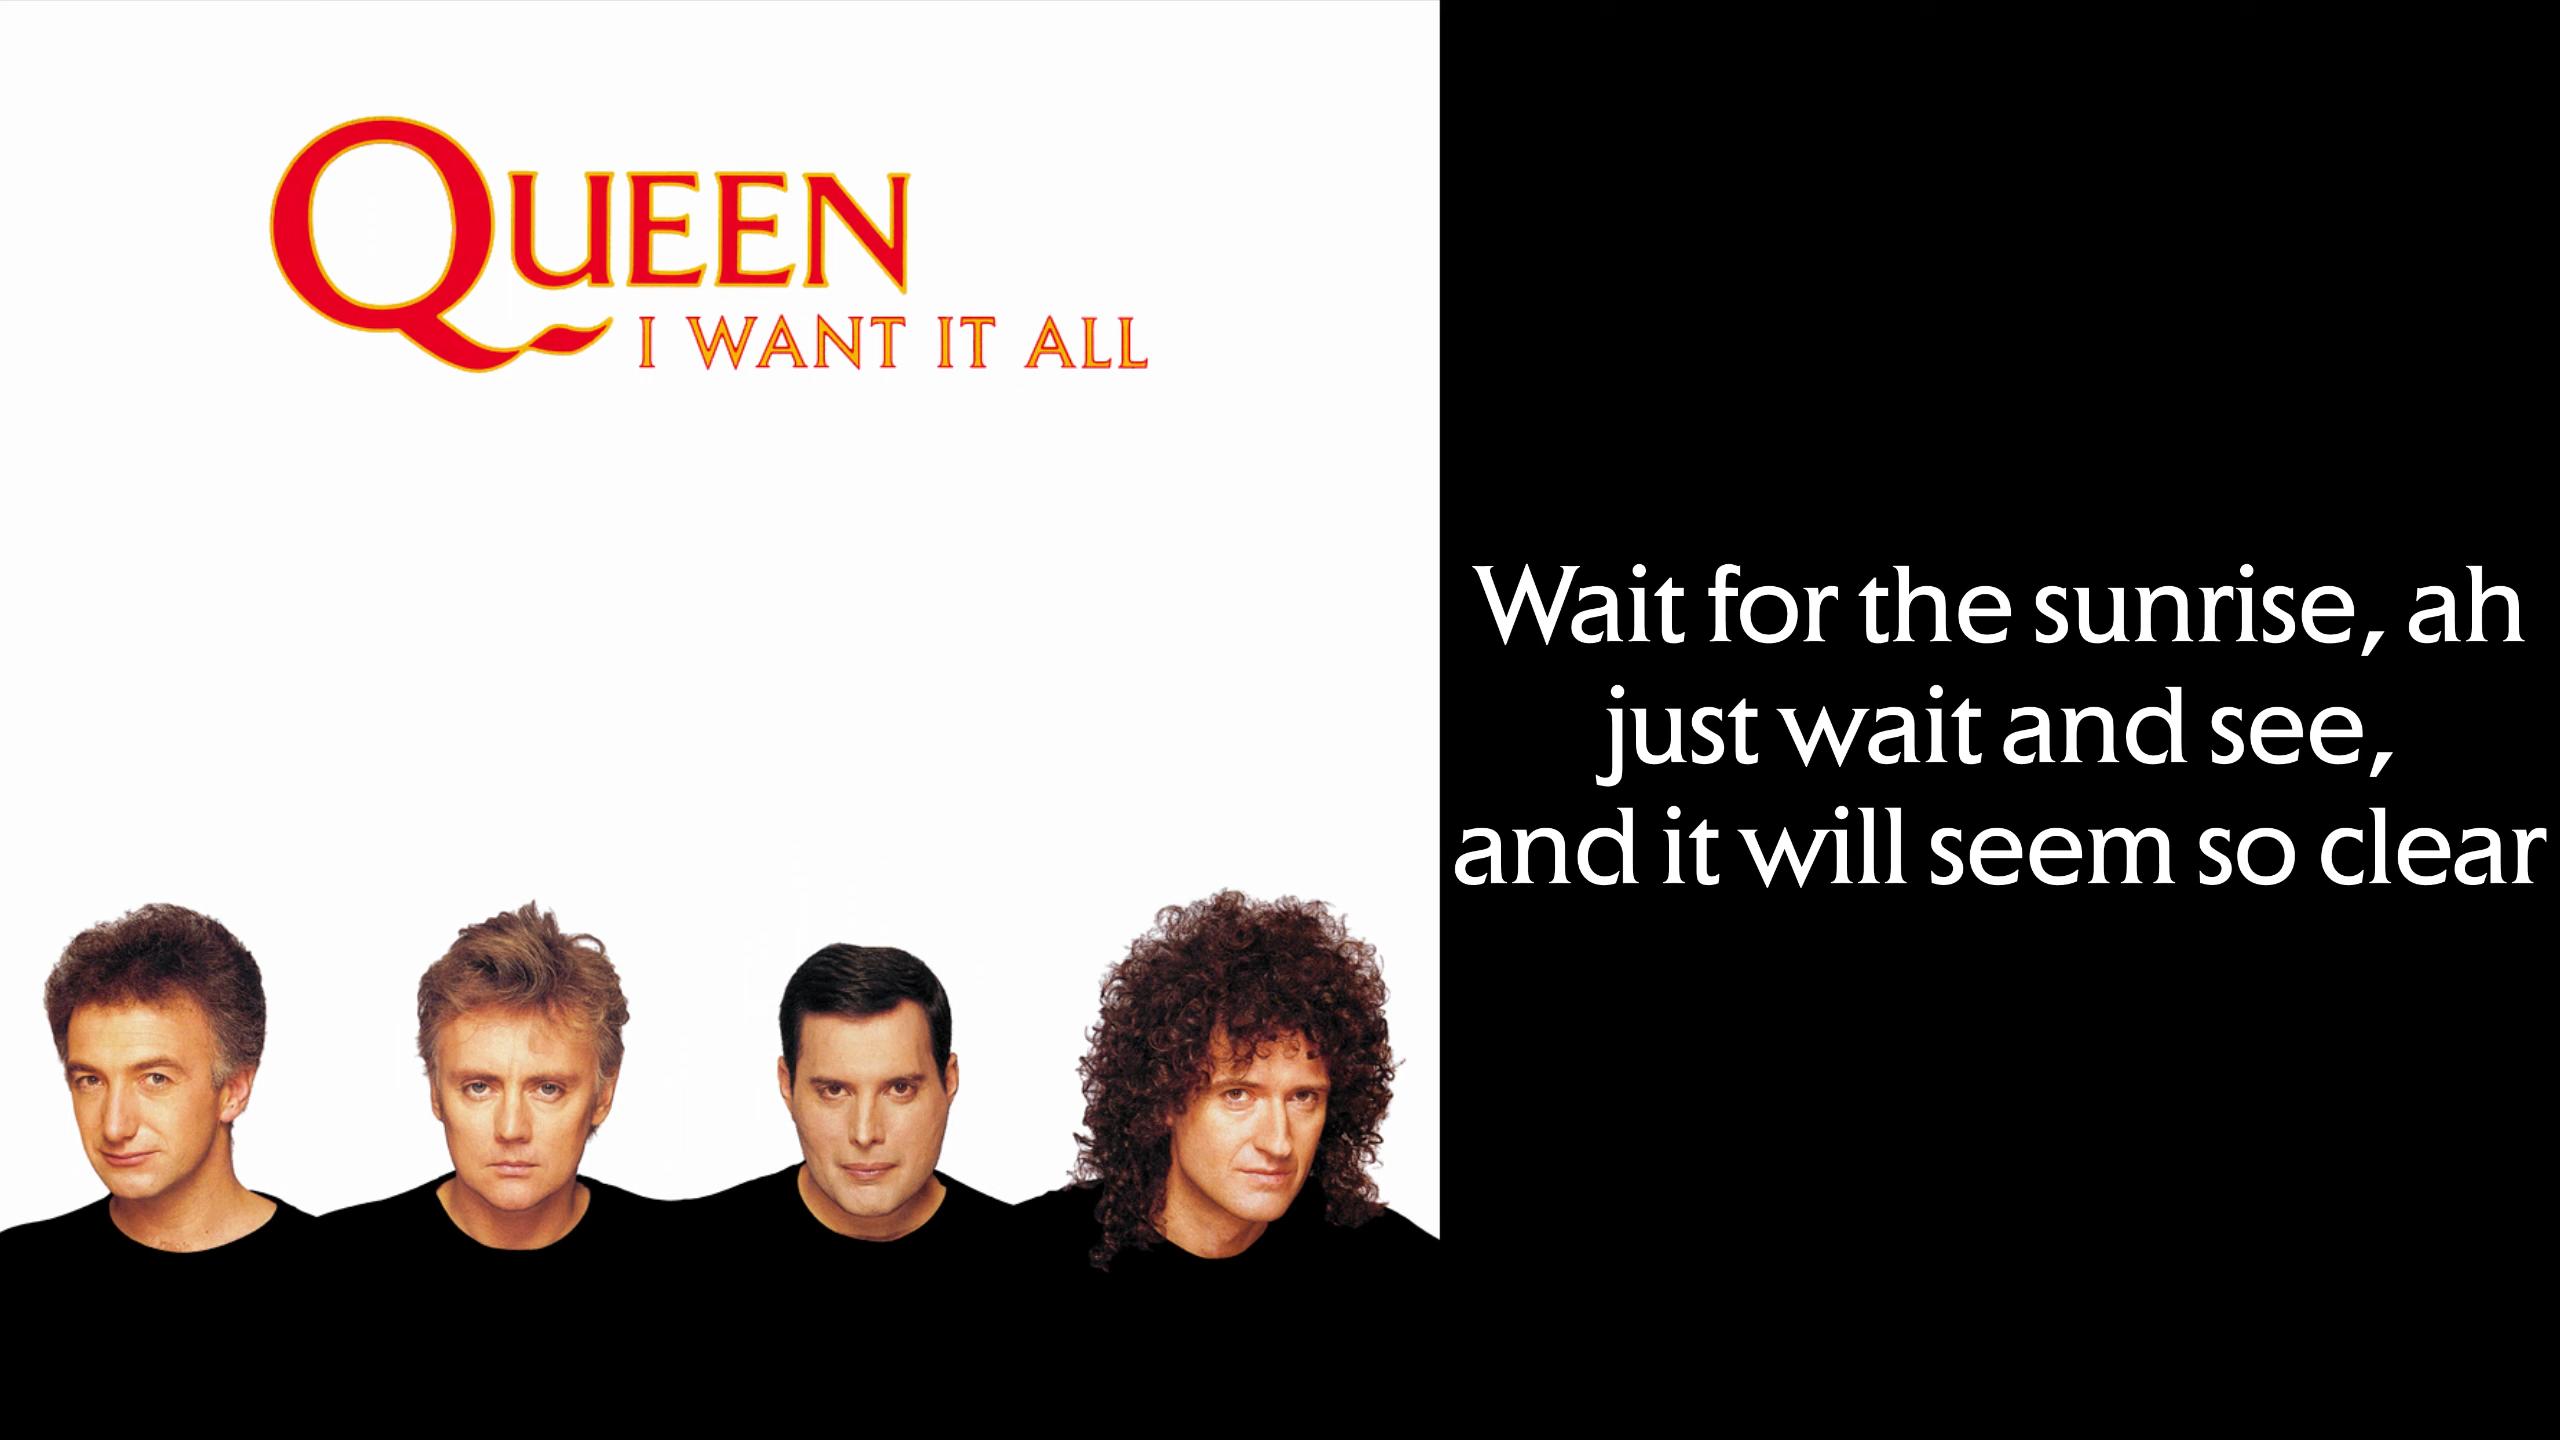 QUEEN
I WANT IT ALL
Wait for the sunrise, ah
just wait and see,
and it will seem so clear